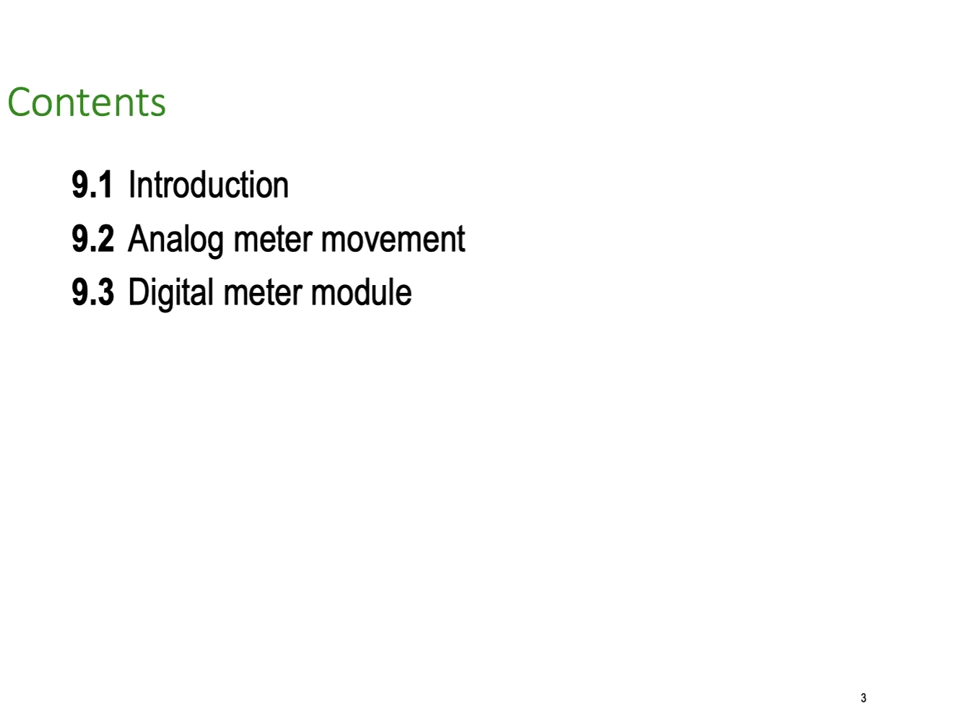 Contents
9.1 Introduction
9.2 Analog meter movement
9.3 Digital meter module
3